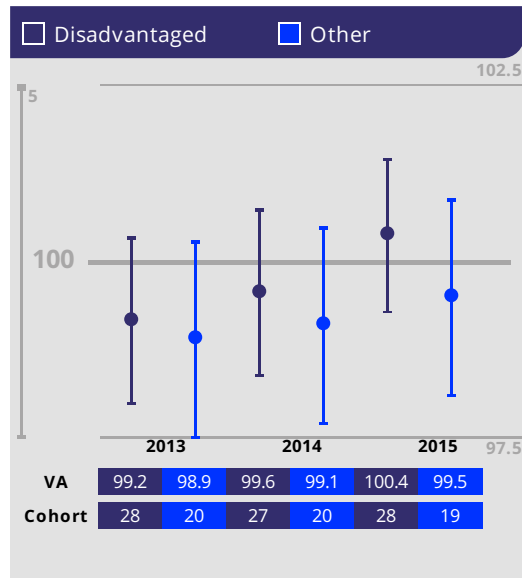 Disadvantaged Other
102.5
5
100
2013 2014 2015 97.5
VA 99.2 98.9 99.6 99.1 100.4 99.5
Cohort 28 20 27 20 28 19